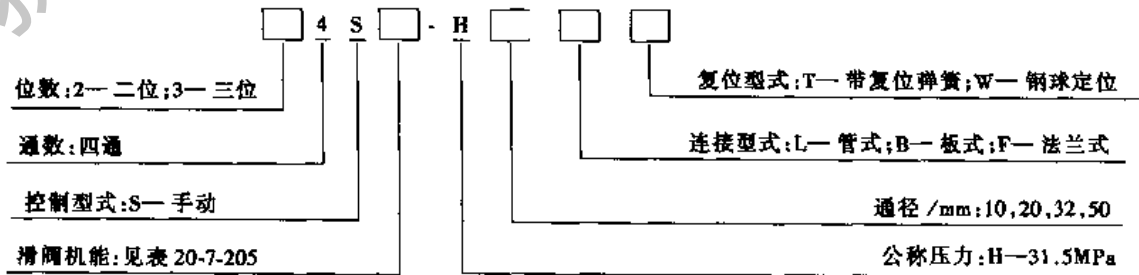 4 S - H
位数:2—二位;3—三位
复位型式:T—带复位弹簧;W—钢球定位
通数:四通
连接型式:L—管式;B—板式;F—法兰式
控制型式:S—手动
通径/mm:10,20,32,50
滑阀机能:见表 20-7-205
公称压力:H—31.5MPa